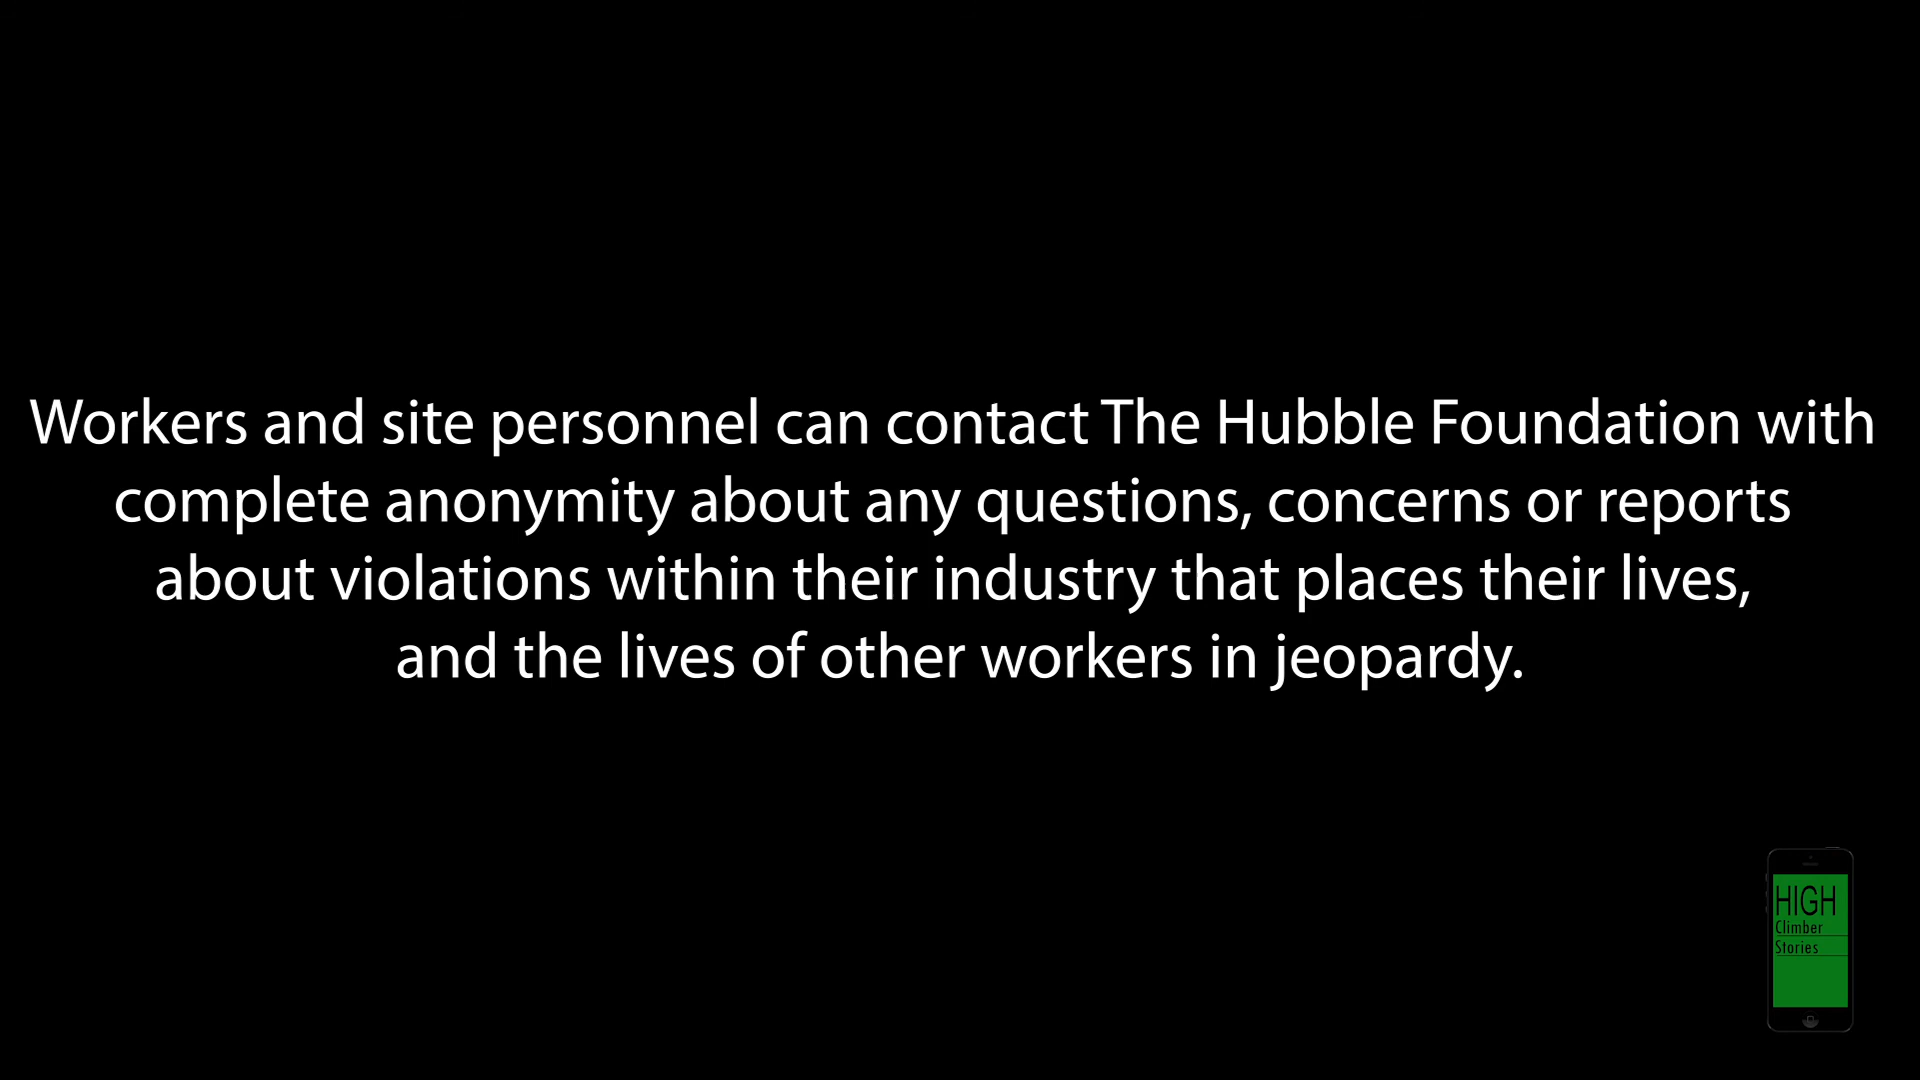 Workers and site personnel can contact The Hubble Foundation with
complete anonymity about any questions, concerns or reports
about violations within their industry that places their lives,
and the lives of other workers in jeopardy.
HIGH
Climber
Stories